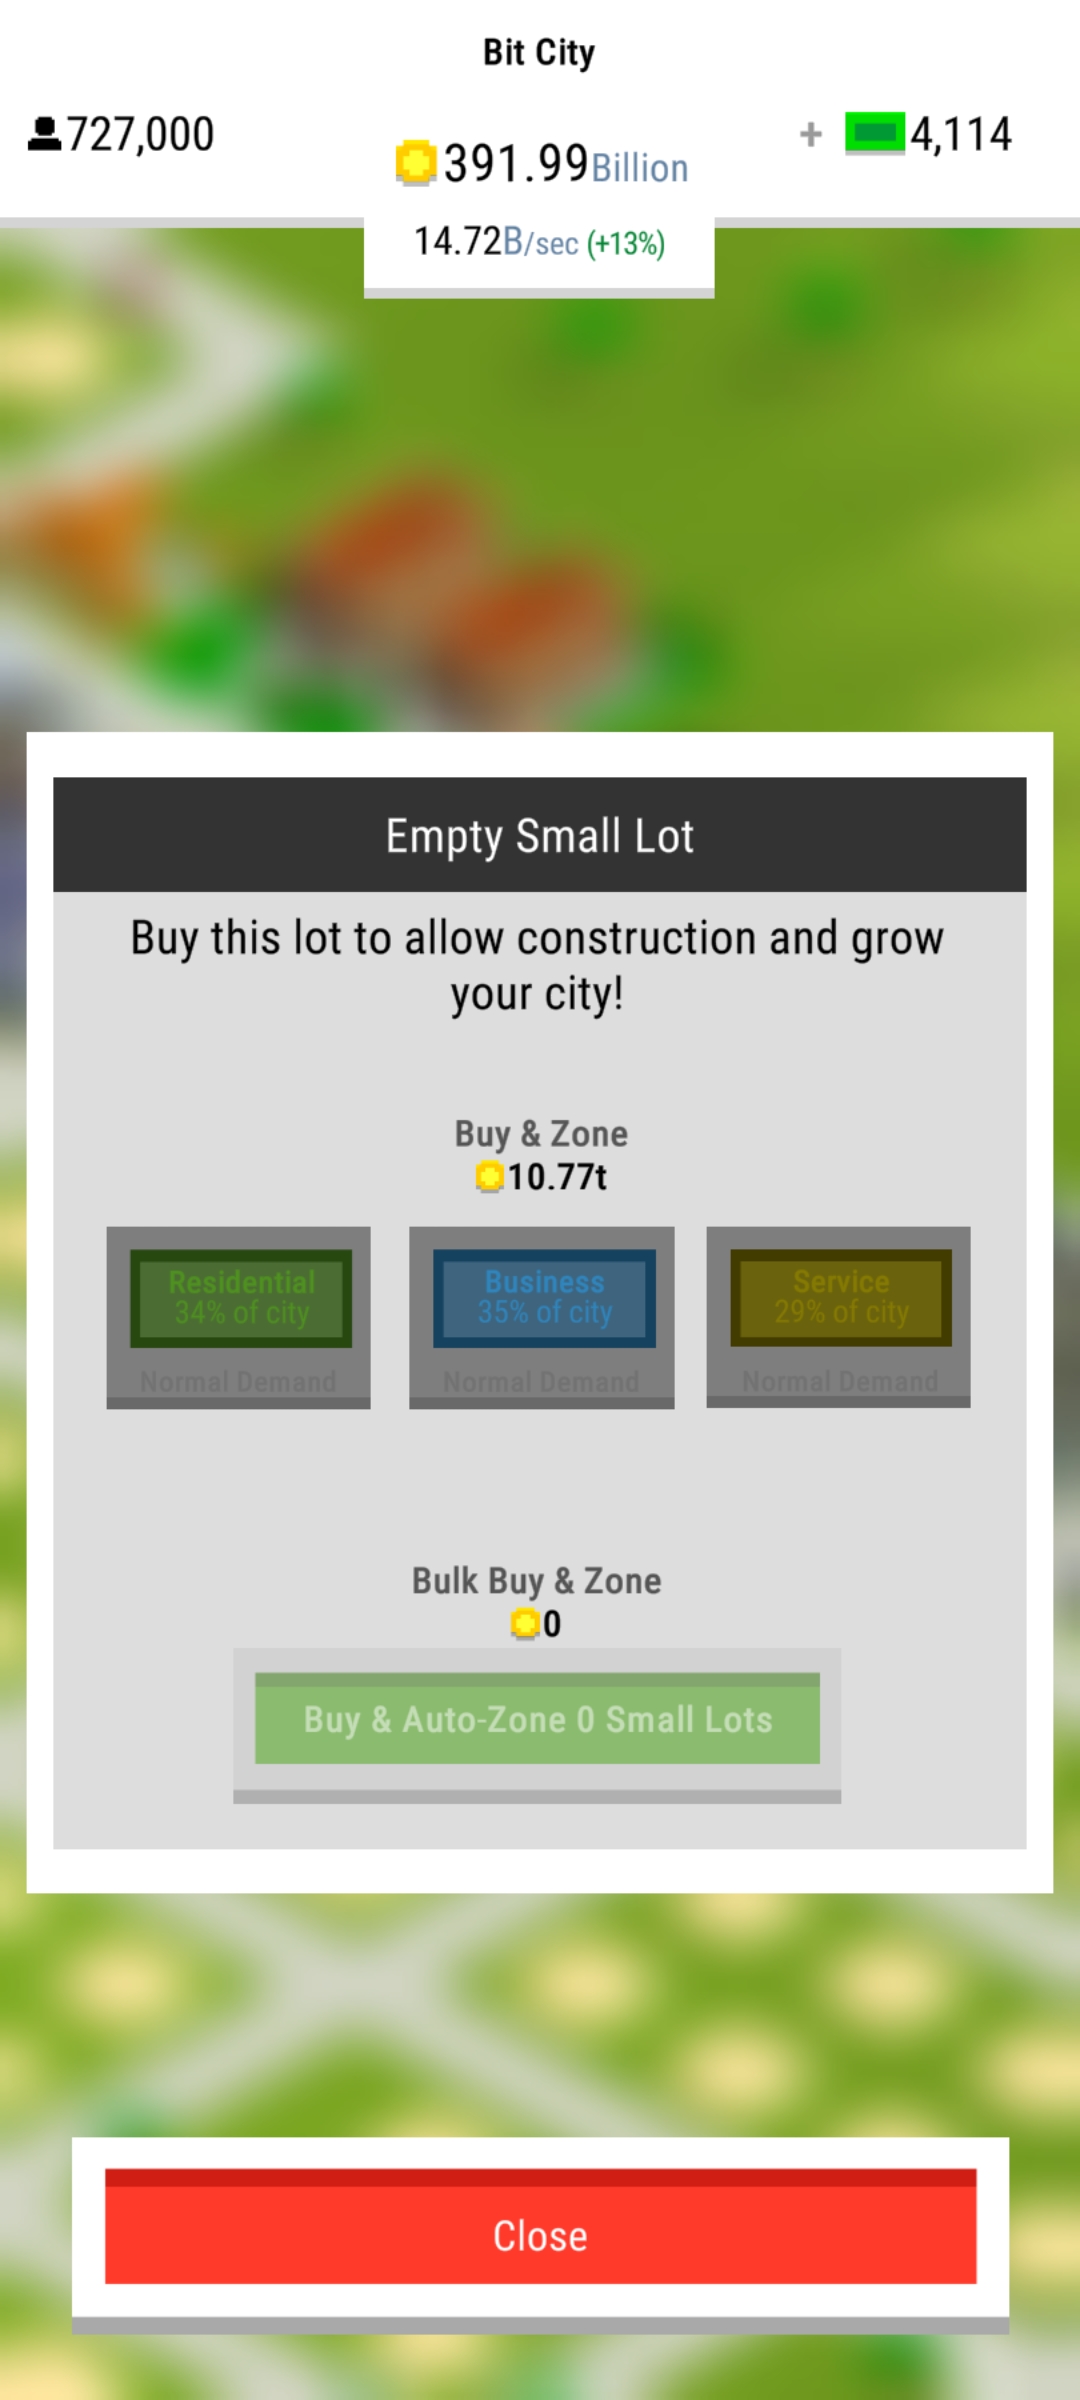 Bit City
727,000
391.99Billion
+ 4,114
14.72B/sec (+13%)
Empty Small Lot
Buy this lot to allow construction and grow
your city!
Buy & Zone
10.77t
Residential
34% of city
Normal Demand
Business
35% of city
Normal Demand
Service
29% of city
Normal Demand
Bulk Buy & Zone
0
Buy & Auto-Zone 0 Small Lots
Close